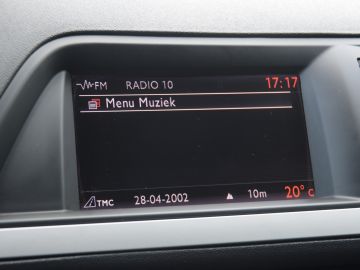 FM RADIO 10 17:17
Menu Muziek
TMC 28-04-2002 10m 20° C